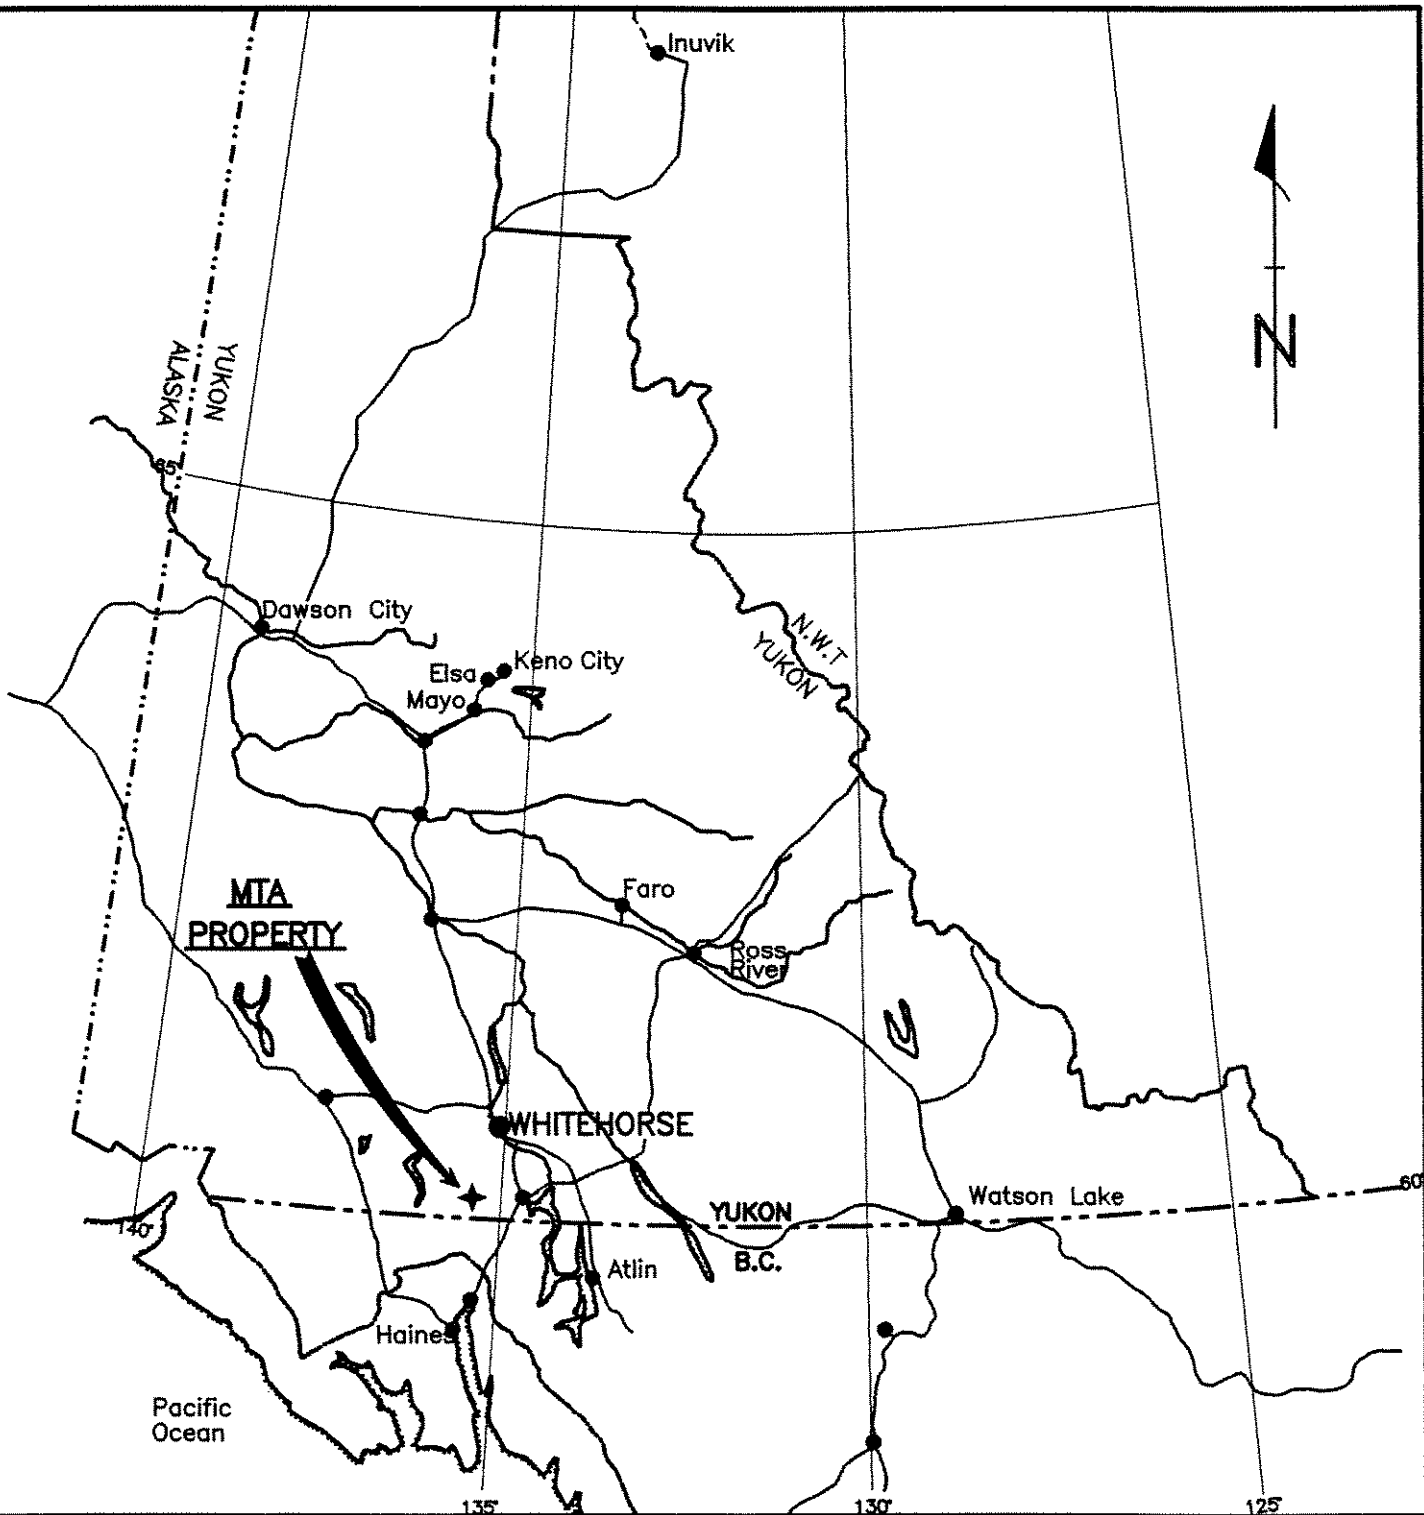 Inuvik
N
YUKON
ALASKA
65°
Dawson City
N.W.T
YUKON
Keno City
Elsa
Mayo
MTA
PROPERTY
Faro
Ross
River
WHITEHORSE
Watson Lake
60°
YUKON
B.C.
140°
Atlin
Haines
Pacific
Ocean
135°
130°
125°